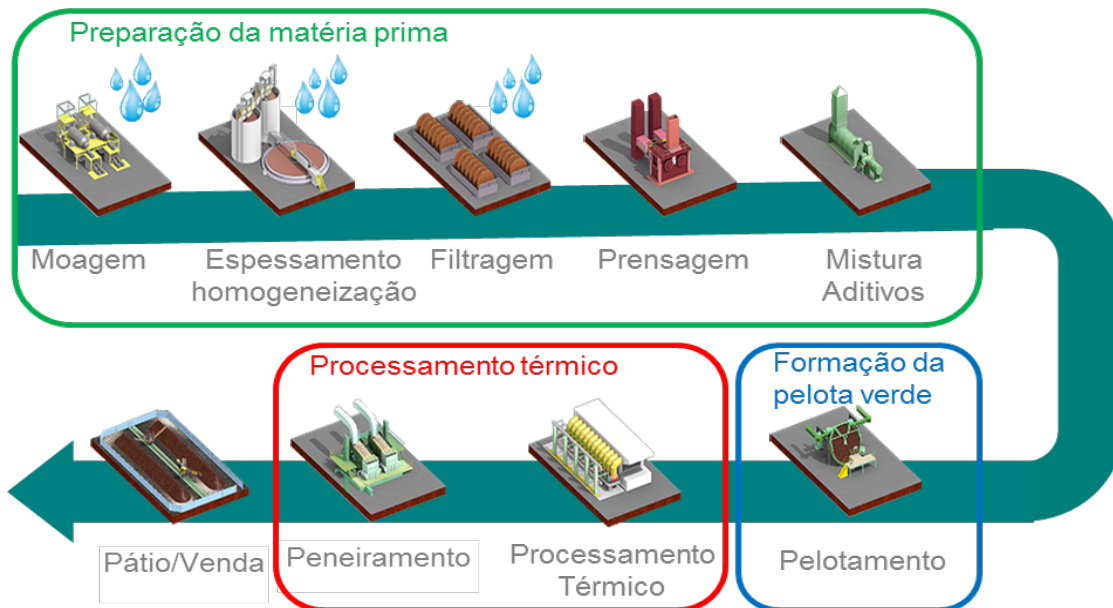 Preparação da matéria prima
Moagem
Espessamento
homogeneização
Filtragem
Prensagem
Mistura
Aditivos
Processamento térmico
Formação da
pelota verde
Pátio/Venda
Peneiramento
Processamento
Térmico
Pelotamento